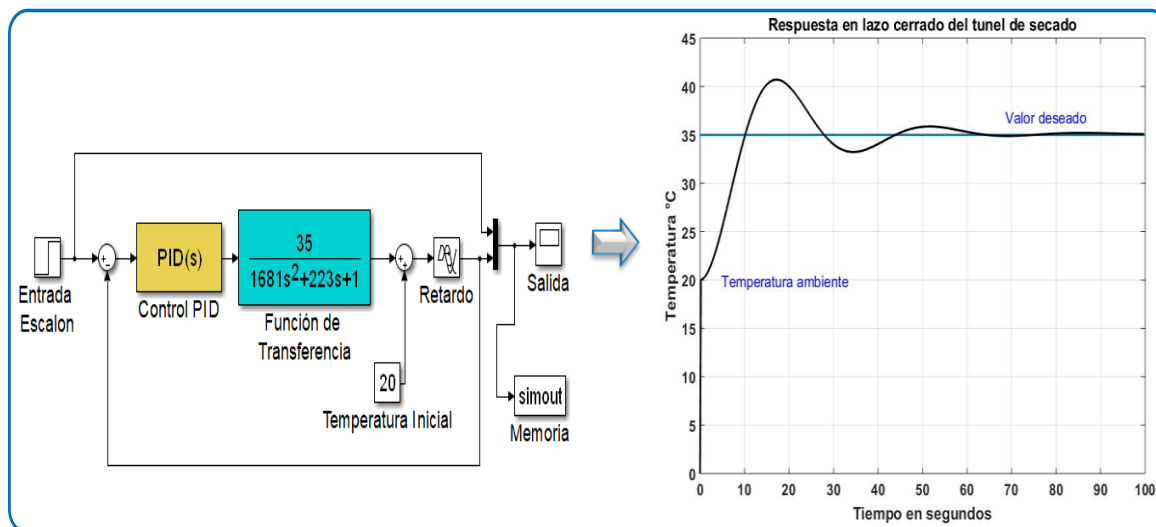 Entrada
Escalon
+
-
PID(s)
Control PID
35
1681s²+223s+1
Función de
Transferencia
+
+
20
Temperatura Inicial
Retardo
Salida
simout
Memoria
Respuesta en lazo cerrado del tunel de secado
Temperatura °C
45
40
35
30
25
20
15
10
5
0
Valor deseado
Temperatura ambiente
0 10 20 30 40 50 60 70 80 90 100
Tiempo en segundos